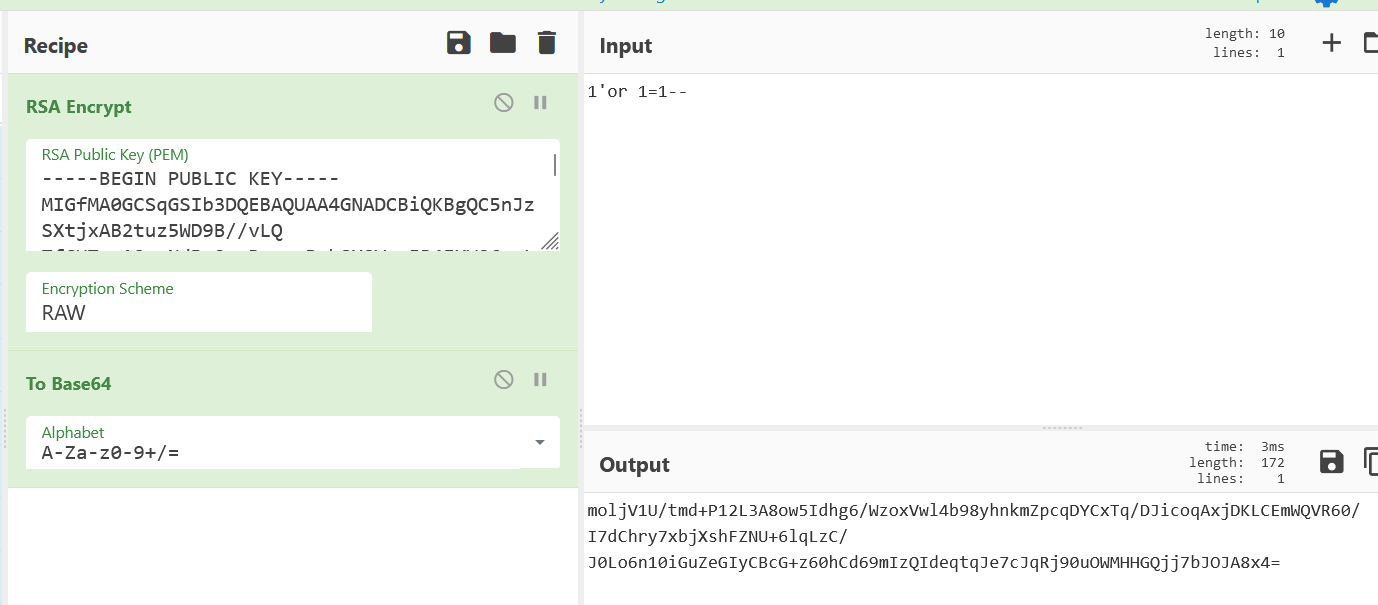 Recipe
RSA Encrypt
RSA Public Key (PEM)
-----BEGIN PUBLIC KEY-----
MIGfMA0GCSqGSIb3DQEBAQUAA4GNADCBiQKBgQC5nJz
SXtjxAB2tuz5WD9B//vLQ
Encryption Scheme
RAW
To Base64
Alphabet
A-Za-z0-9+/=
Input
length: 10
lines: 1
1'or 1=1--
Output
time: 3ms
length: 172
lines: 1
moljV1U/tmd+P12L3A8ow5Idhg6/WzoxVwl4b98yhnkmZpcqDYCxTq/DJicoqAxjDKLCEmWQVR60/
I7dChry7xbjXshFZNU+6lqLzC/
J0Lo6n10iGuZeGIyCBcG+z60hCd69mIzQIdeqtqJe7cJqRj90uOWMHHGQjj7bJOJA8x4=